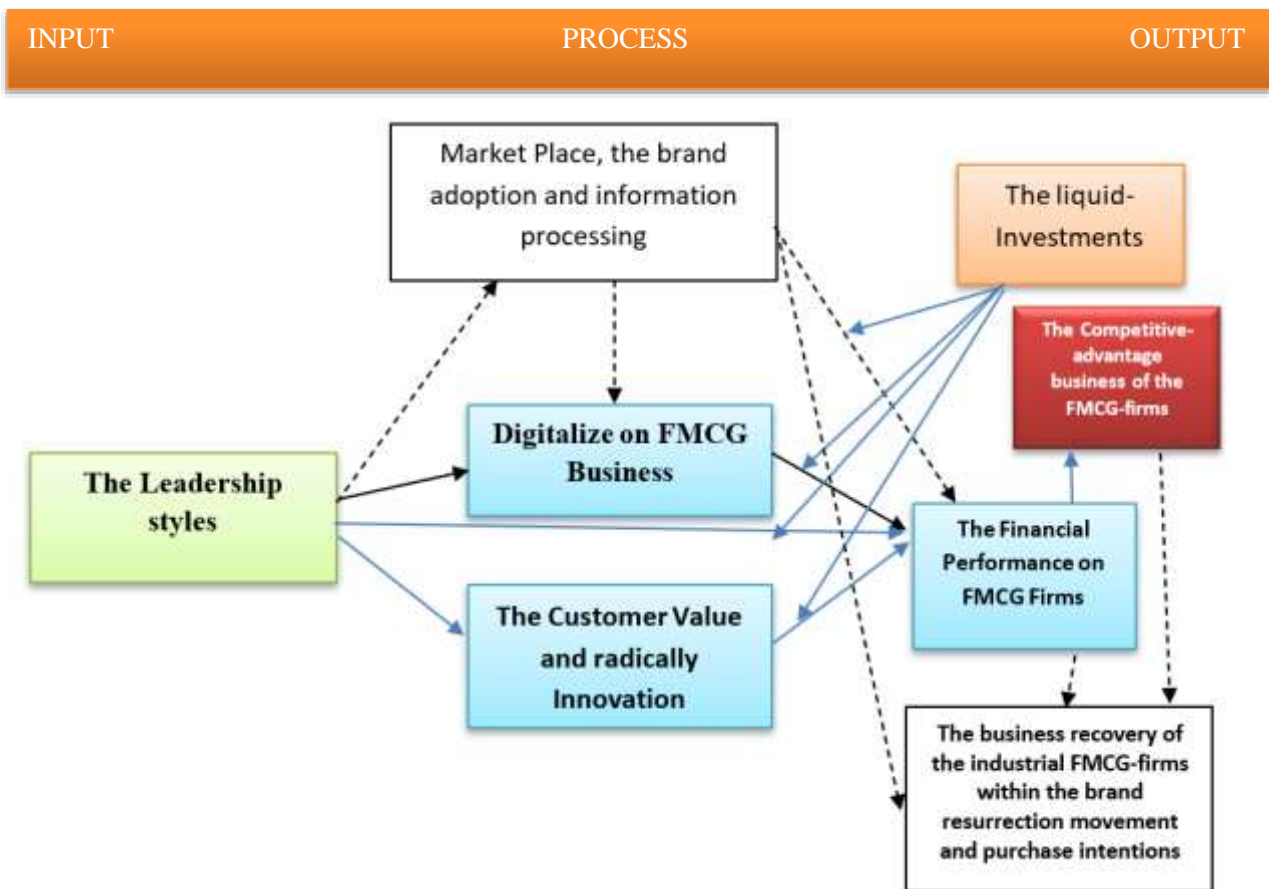 INPUT PROCESS OUTPUT
Market Place, the brand
adoption and information
processing
The liquid-
Investments
The Competitive-
advantage
business of the
FMCG-firms
Digitalize on FMCG
Business
The Leadership
styles
The Financial
Performance on
FMCG Firms
The Customer Value
and radically
Innovation
The business recovery of
the industrial FMCG-firms
within the brand
resurrection movement
and purchase intentions